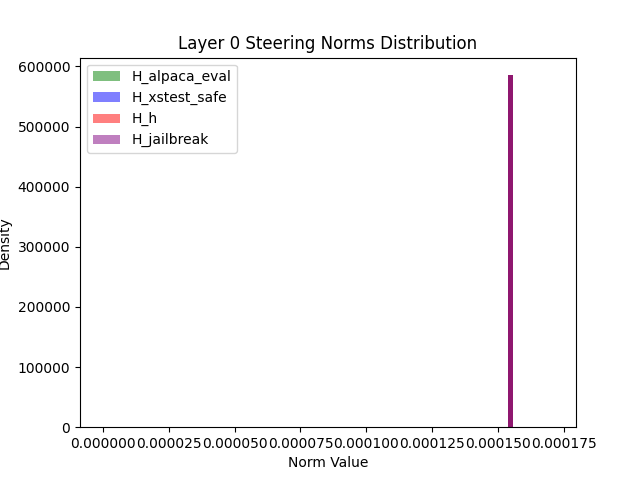 Layer 0 Steering Norms Distribution
H_alpaca_eval
H_xstest_safe
H_h
H_jailbreak
600000
500000
400000
300000
200000
100000
0
Density
0.000000 0.000025 0.000050 0.000075 0.000100 0.000125 0.000150 0.000175
Norm Value